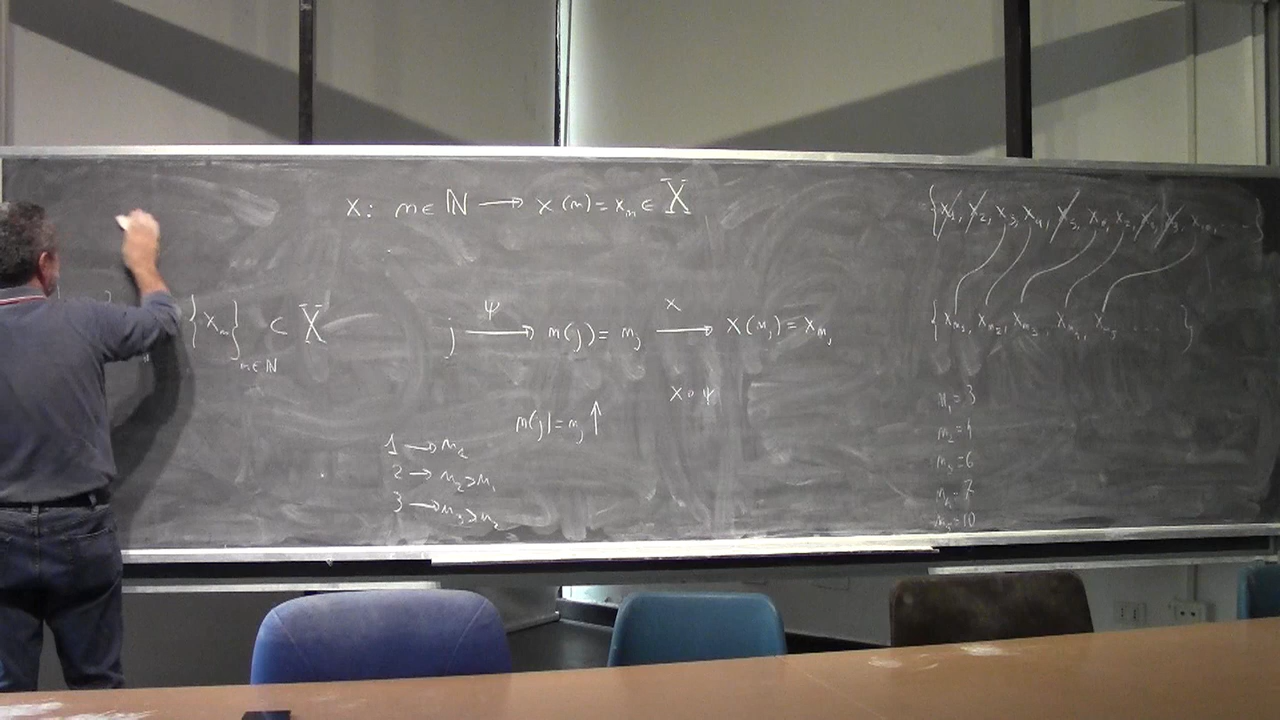 X: n ∈ ℕ → x(n) = xₙ ∈ X
{xₙ}ₙ∈ℕ ⊂ X
j —ψ→ n(j) = nⱼ —X→ X(nⱼ) = xₙⱼ
X ∘ ψ
n(j) = nⱼ ↑
1 → n₁
2 → n₂ > n₁
3 → n₃ > n₂
= {x₁, x₂, x₃, x₄, x₅, x₆, x₇, x₈, x₉, x₁₀, ... }
{xₙ₁, xₙ₂, xₙ₃, xₙ₄, xₙ₅ ..... }
n₁ = 3
n₂ = 4
n₃ = 6
n₄ = 7
n₅ = 10